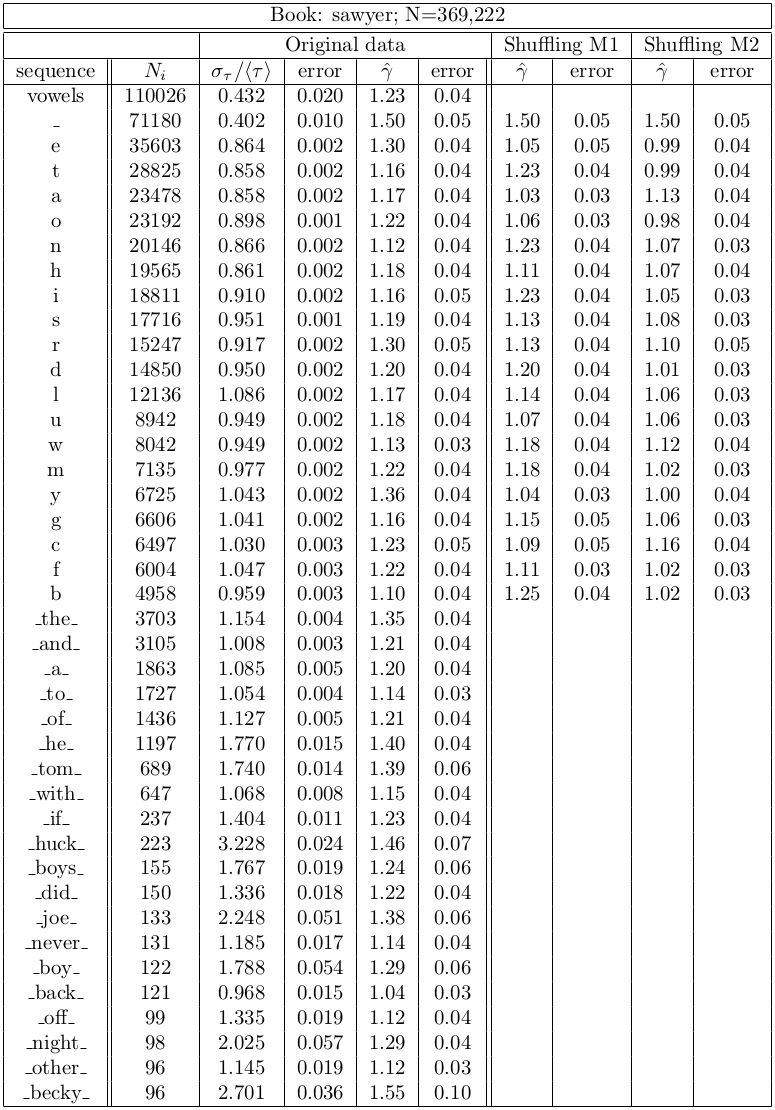 Book: sawyer; N=369,222
Original data Shuffling M1 Shuffling M2
sequence N_i σ_τ/⟨τ⟩ error γ̂ error γ̂ error γ̂ error
vowels 110026 0.432 0.020 1.23 0.04
_ 71180 0.402 0.010 1.50 0.05 1.50 0.05 1.50 0.05
e 35603 0.864 0.002 1.30 0.04 1.05 0.05 0.99 0.04
t 28825 0.858 0.002 1.16 0.04 1.23 0.04 0.99 0.04
a 23478 0.858 0.002 1.17 0.04 1.03 0.03 1.13 0.04
o 23192 0.898 0.001 1.22 0.04 1.06 0.03 0.98 0.04
n 20146 0.866 0.002 1.12 0.04 1.23 0.04 1.07 0.03
h 19565 0.861 0.002 1.18 0.04 1.11 0.04 1.07 0.04
i 18811 0.910 0.002 1.16 0.05 1.23 0.04 1.05 0.03
s 17716 0.951 0.001 1.19 0.04 1.13 0.04 1.08 0.03
r 15247 0.917 0.002 1.30 0.05 1.13 0.04 1.10 0.05
d 14850 0.950 0.002 1.20 0.04 1.20 0.04 1.01 0.03
l 12136 1.086 0.002 1.17 0.04 1.14 0.04 1.06 0.03
u 8942 0.949 0.002 1.18 0.04 1.07 0.04 1.06 0.03
w 8042 0.949 0.002 1.13 0.03 1.18 0.04 1.12 0.04
m 7135 0.977 0.002 1.22 0.04 1.18 0.04 1.02 0.03
y 6725 1.043 0.002 1.36 0.04 1.04 0.03 1.00 0.04
g 6606 1.041 0.002 1.16 0.04 1.15 0.05 1.06 0.03
c 6497 1.030 0.003 1.23 0.05 1.09 0.05 1.16 0.04
f 6004 1.047 0.003 1.22 0.04 1.11 0.03 1.02 0.03
b 4958 0.959 0.003 1.10 0.04 1.25 0.04 1.02 0.03
_the_ 3703 1.154 0.004 1.35 0.04
_and_ 3105 1.008 0.003 1.21 0.04
_a_ 1863 1.085 0.005 1.20 0.04
_to_ 1727 1.054 0.004 1.14 0.03
_of_ 1436 1.127 0.005 1.21 0.04
_he_ 1197 1.770 0.015 1.40 0.04
_tom_ 689 1.740 0.014 1.39 0.06
_with_ 647 1.068 0.008 1.15 0.04
_if_ 237 1.404 0.011 1.23 0.04
_huck_ 223 3.228 0.024 1.46 0.07
_boys_ 155 1.767 0.019 1.24 0.06
_did_ 150 1.336 0.018 1.22 0.04
_joe_ 133 2.248 0.051 1.38 0.06
_never_ 131 1.185 0.017 1.14 0.04
_boy_ 122 1.788 0.054 1.29 0.06
_back_ 121 0.968 0.015 1.04 0.03
_off_ 99 1.335 0.019 1.12 0.04
_night_ 98 2.025 0.057 1.29 0.04
_other_ 96 1.145 0.019 1.12 0.03
_becky_ 96 2.701 0.036 1.55 0.10